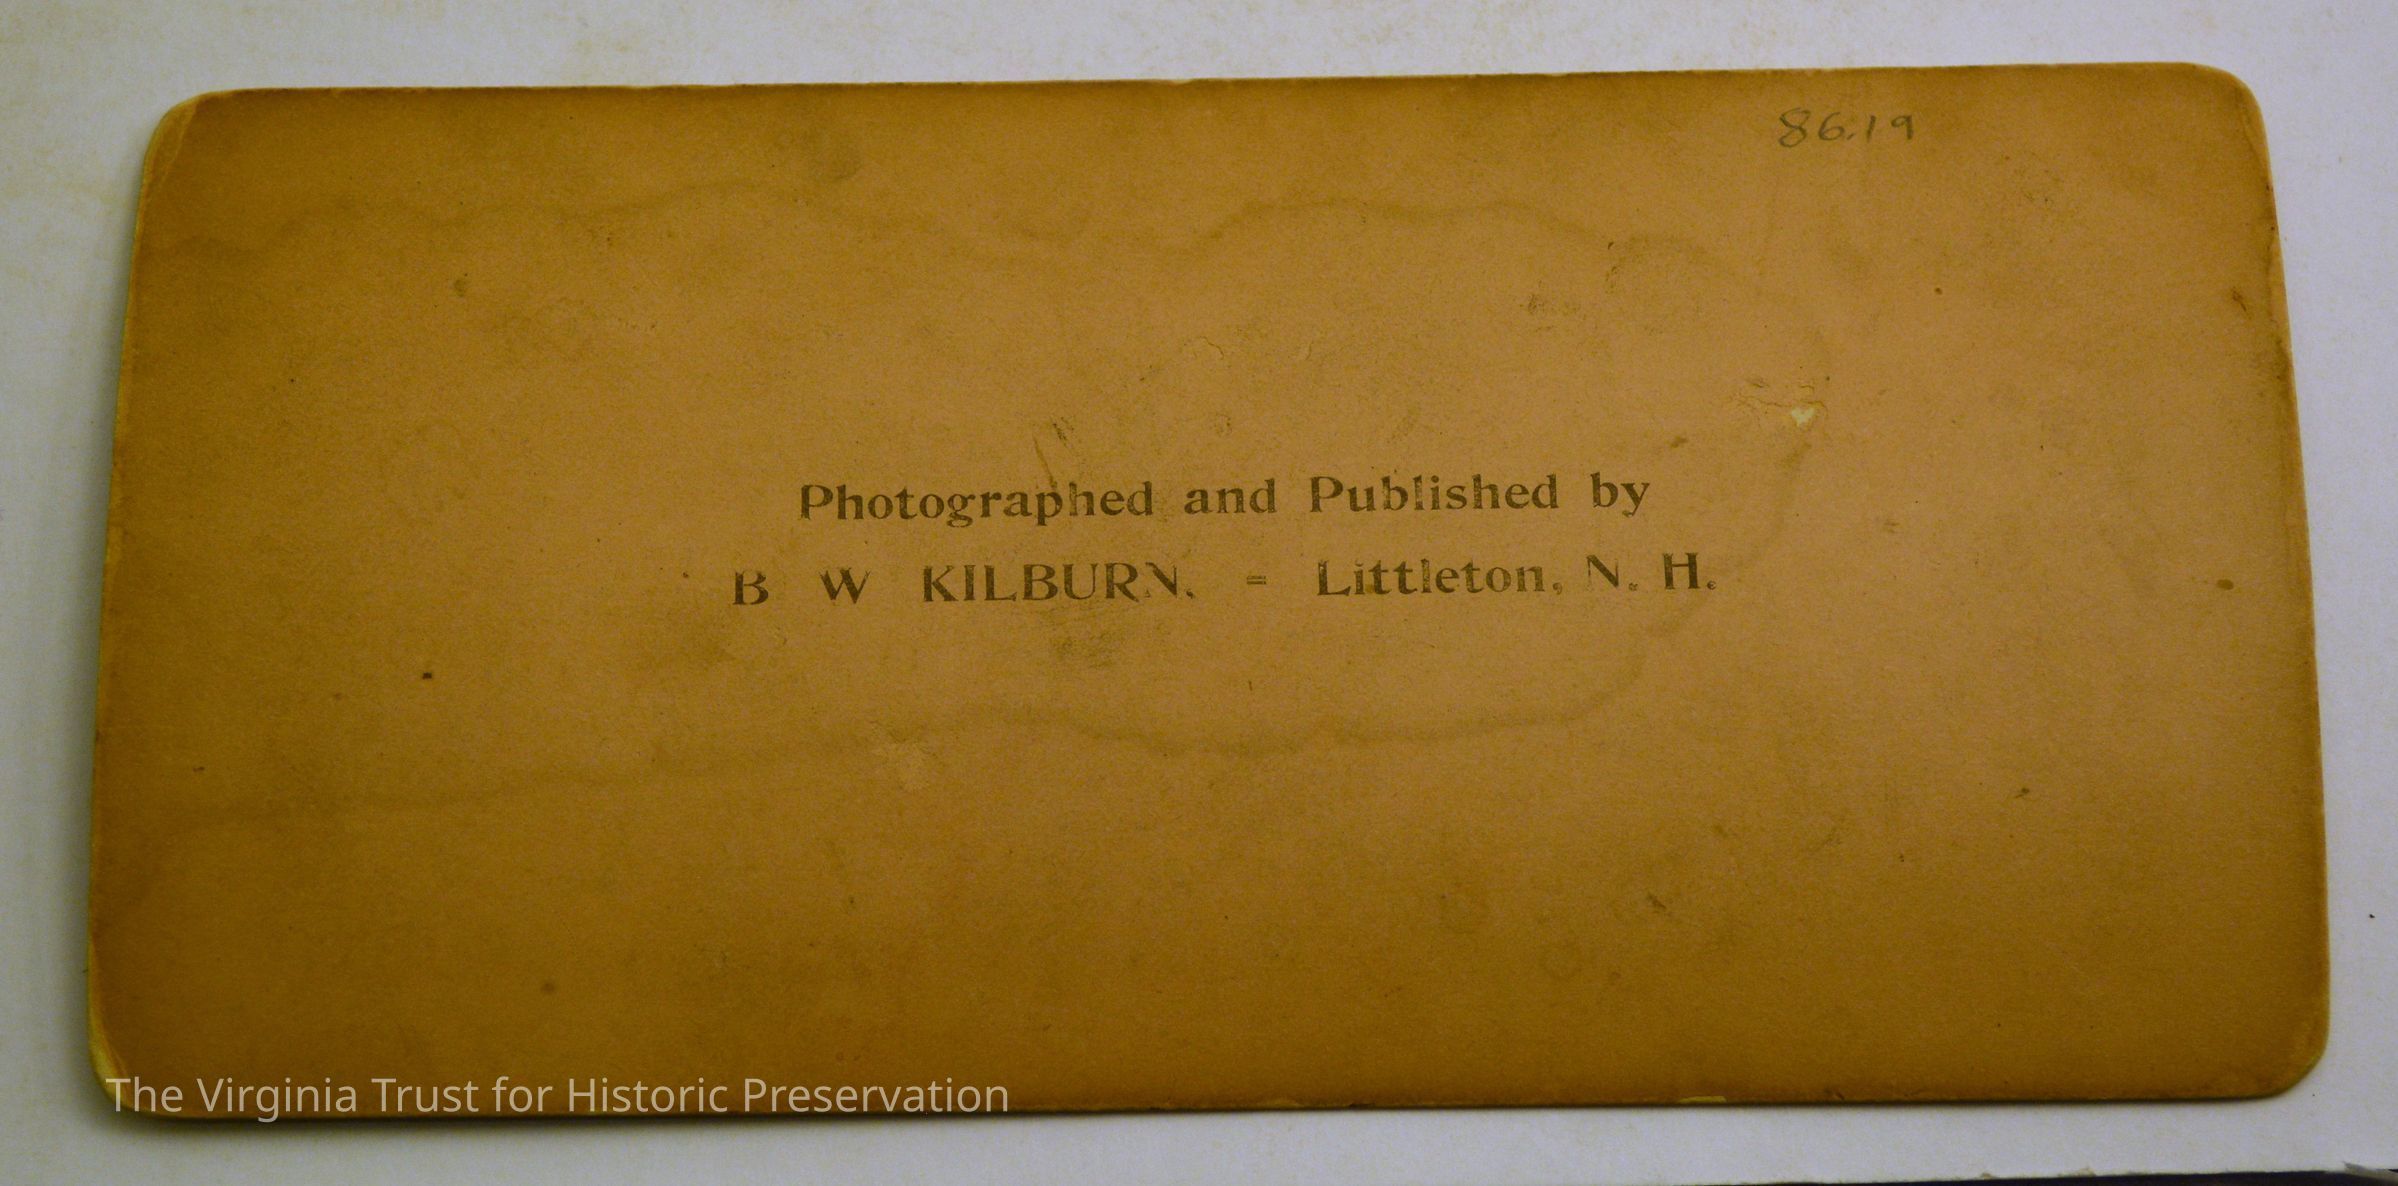 86.19
Photographed and Published by
B W KILBURN. = Littleton, N. H.
The Virginia Trust for Historic Preservation